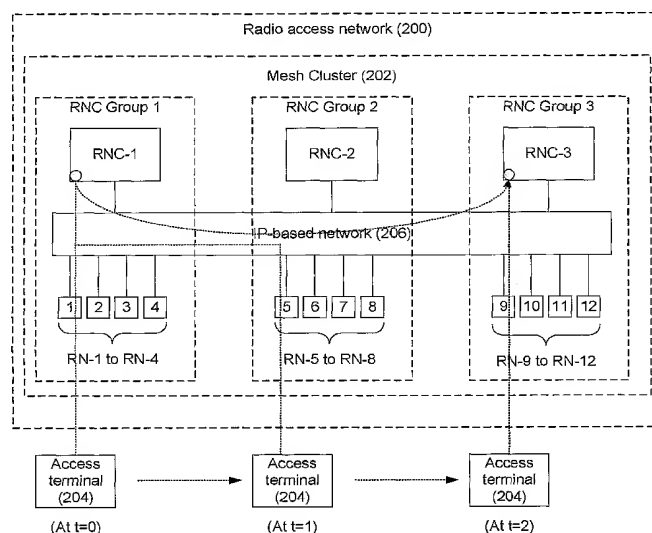 Radio access network (200)
Mesh Cluster (202)
RNC Group 1
RNC Group 2
RNC Group 3
RNC-1
RNC-2
RNC-3
IP-based network (206)
1 2 3 4
5 6 7 8
9 10 11 12
RN-1 to RN-4
RN-5 to RN-8
RN-9 to RN-12
Access
terminal
(204)
Access
terminal
(204)
Access
terminal
(204)
(At t=0)
(At t=1)
(At t=2)